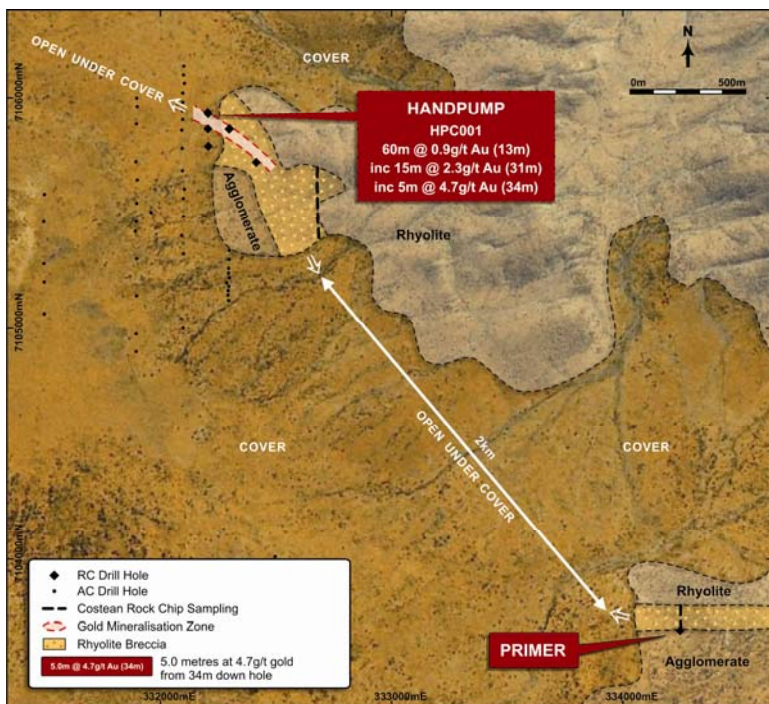 OPEN UNDER COVER
COVER
N
0m 500m
7106000mN
HANDPUMP
HPC001
60m @ 0.9g/t Au (13m)
inc 15m @ 2.3g/t Au (31m)
inc 5m @ 4.7g/t Au (34m)
Agglomerate
Rhyolite
7105000mN
2km
OPEN UNDER COVER
COVER
COVER
7104000mN
RC Drill Hole
AC Drill Hole
Costean Rock Chip Sampling
Gold Mineralisation Zone
Rhyolite Breccia
5.0m @ 4.7g/t Au (34m)
5.0 metres at 4.7g/t gold
from 34m down hole
Rhyolite
PRIMER
Agglomerate
332000mE
333000mE
334000mE